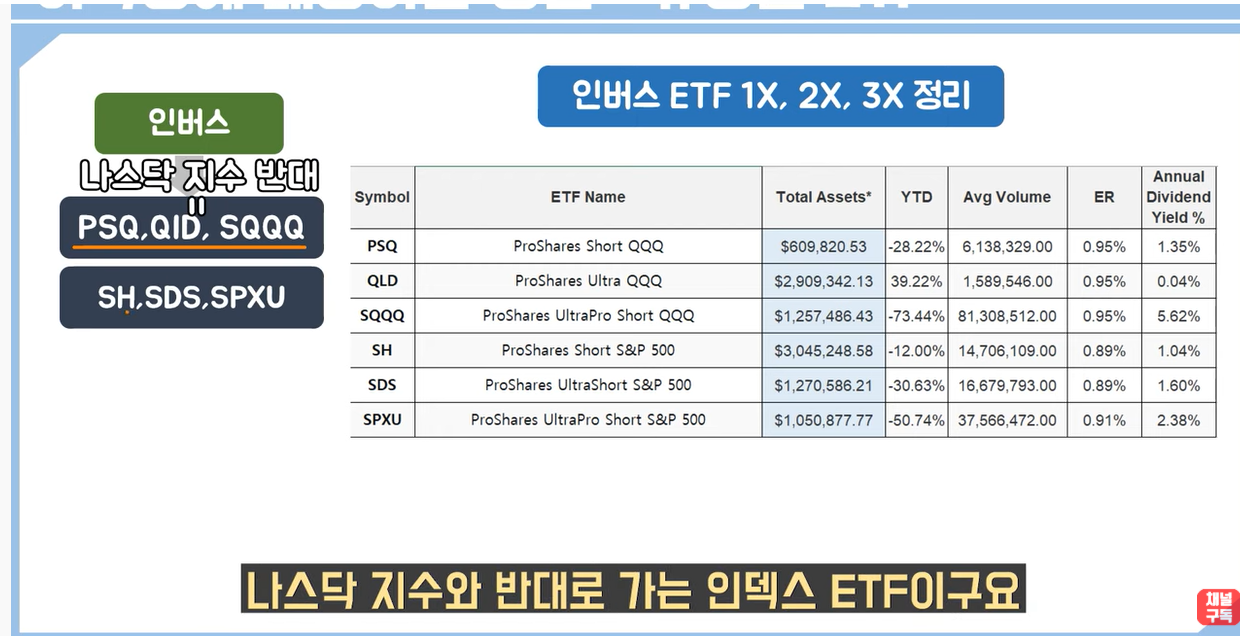 인버스 ETF 1X, 2X, 3X 정리
인버스
나스닥 지수 반대
=
PSQ,QID, SQQQ
SH,SDS,SPXU
Symbol ETF Name Total Assets* YTD Avg Volume ER Annual Dividend Yield %
PSQ ProShares Short QQQ $609,820.53 -28.22% 6,138,329.00 0.95% 1.35%
QLD ProShares Ultra QQQ $2,909,342.13 39.22% 1,589,546.00 0.95% 0.04%
SQQQ ProShares UltraPro Short QQQ $1,257,486.43 -73.44% 81,308,512.00 0.95% 5.62%
SH ProShares Short S&P 500 $3,045,248.58 -12.00% 14,706,109.00 0.89% 1.04%
SDS ProShares UltraShort S&P 500 $1,270,586.21 -30.63% 16,679,793.00 0.89% 1.60%
SPXU ProShares UltraPro Short S&P 500 $1,050,877.77 -50.74% 37,566,472.00 0.91% 2.38%
나스닥 지수와 반대로 가는 인덱스 ETF이구요
채널
구독